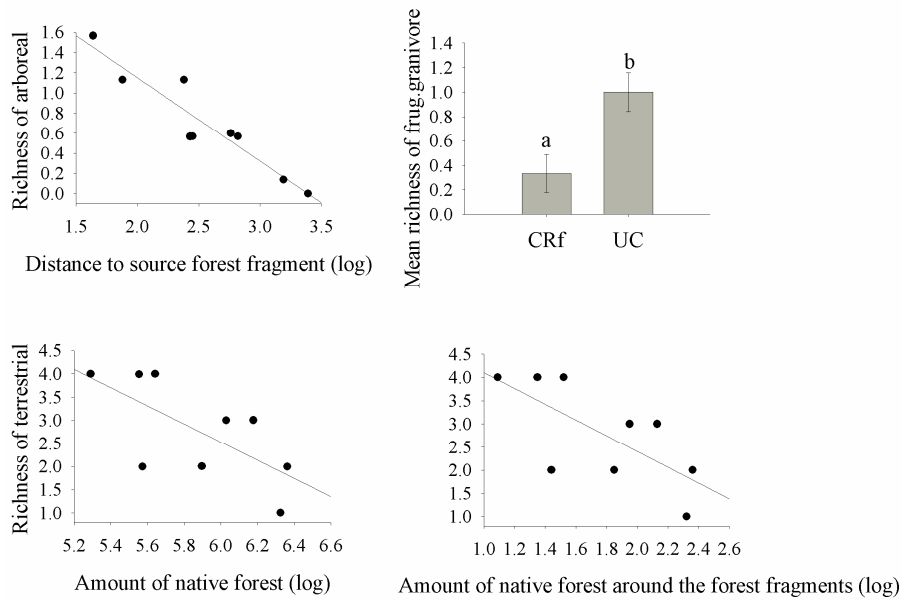 Richness of arboreal
1.6
1.4
1.2
1.0
0.8
0.6
0.4
0.2
0.0
1.5 2.0 2.5 3.0 3.5
Distance to source forest fragment (log)
Mean richness of frug.granivore
1.4
1.2
1.0
0.8
0.6
0.4
0.2
0.0
a
b
CRf UC
Richness of terrestrial
4.5
4.0
3.5
3.0
2.5
2.0
1.5
1.0
5.2 5.4 5.6 5.8 6.0 6.2 6.4 6.6
Amount of native forest (log)
4.5
4.0
3.5
3.0
2.5
2.0
1.5
1.0
1.0 1.2 1.4 1.6 1.8 2.0 2.2 2.4 2.6
Amount of native forest around the forest fragments (log)